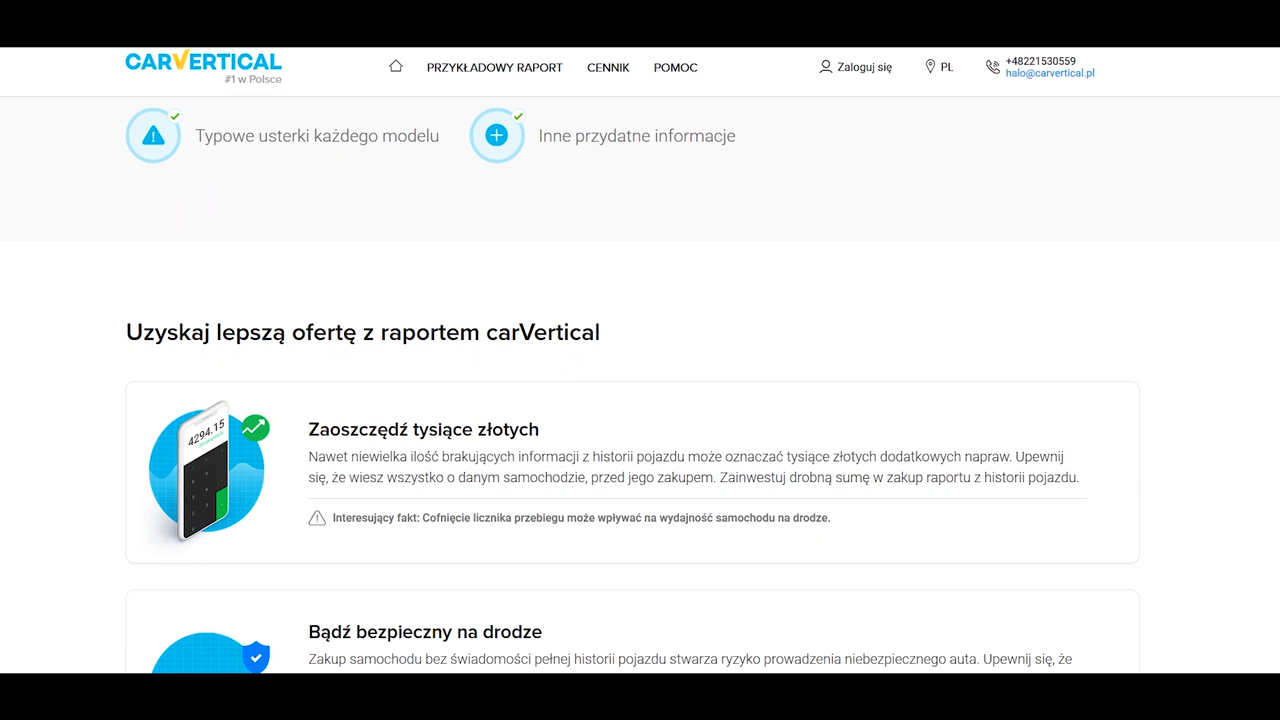 CARVERTICAL
#1 w Polsce
PRZYKŁADOWY RAPORT
CENNIK
POMOC
Zaloguj się
PL
+48221530559
halo@carvertical.pl
Typowe usterki każdego modelu
Inne przydatne informacje
Uzyskaj lepszą ofertę z raportem carVertical
4294.15
Zaoszczędź tysiące złotych
Nawet niewielka ilość brakujących informacji z historii pojazdu może oznaczać tysiące złotych dodatkowych napraw. Upewnij
się, że wiesz wszystko o danym samochodzie, przed jego zakupem. Zainwestuj drobną sumę w zakup raportu z historii pojazdu.
Interesujący fakt: Cofnięcie licznika przebiegu może wpływać na wydajność samochodu na drodze.
Bądź bezpieczny na drodze
Zakup samochodu bez świadomości pełnej historii pojazdu stwarza ryzyko prowadzenia niebezpiecznego auta. Upewnij się, że